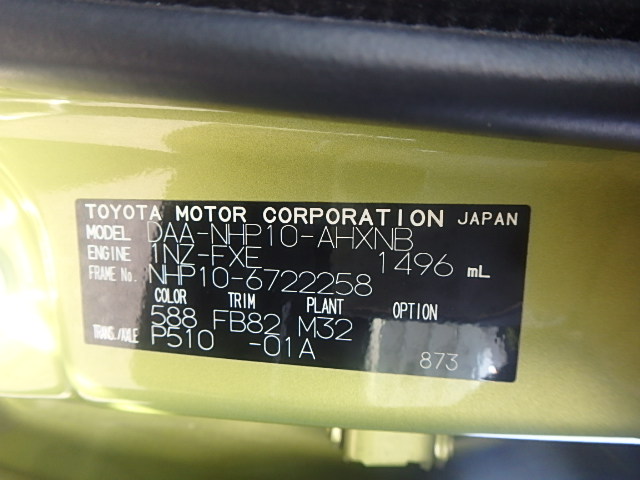 TOYOTA MOTOR CORPORATION JAPAN
MODEL DAA-NHP10-AHXNB
ENGINE 1NZ-FXE 1496 mL
FRAME No. NHP10-6722258
COLOR TRIM PLANT OPTION
588 FB82 M32
TRANS./AXLE P510 -01A
873